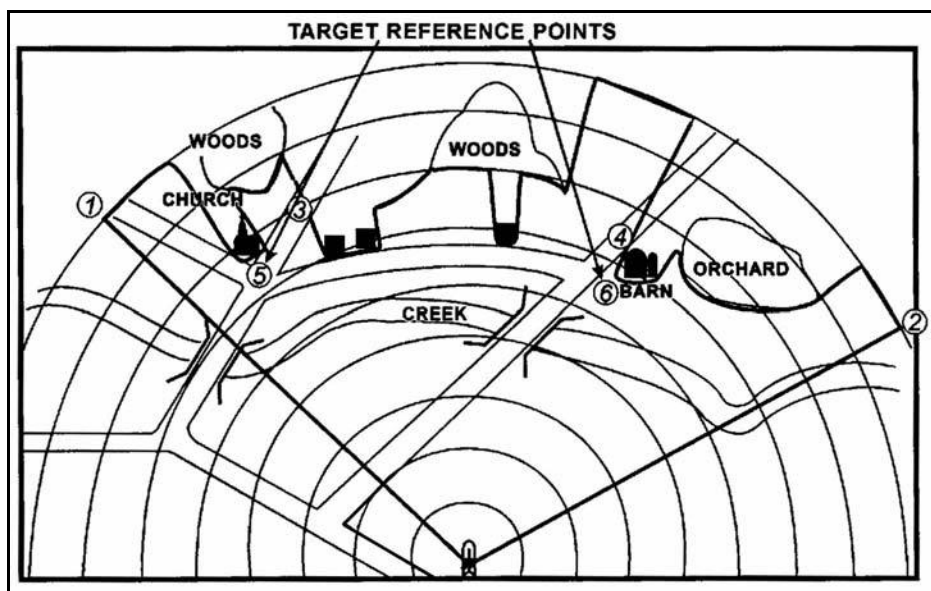 TARGET REFERENCE POINTS
WOODS
WOODS
1
CHURCH
3
4
5
ORCHARD
6 BARN
CREEK
2